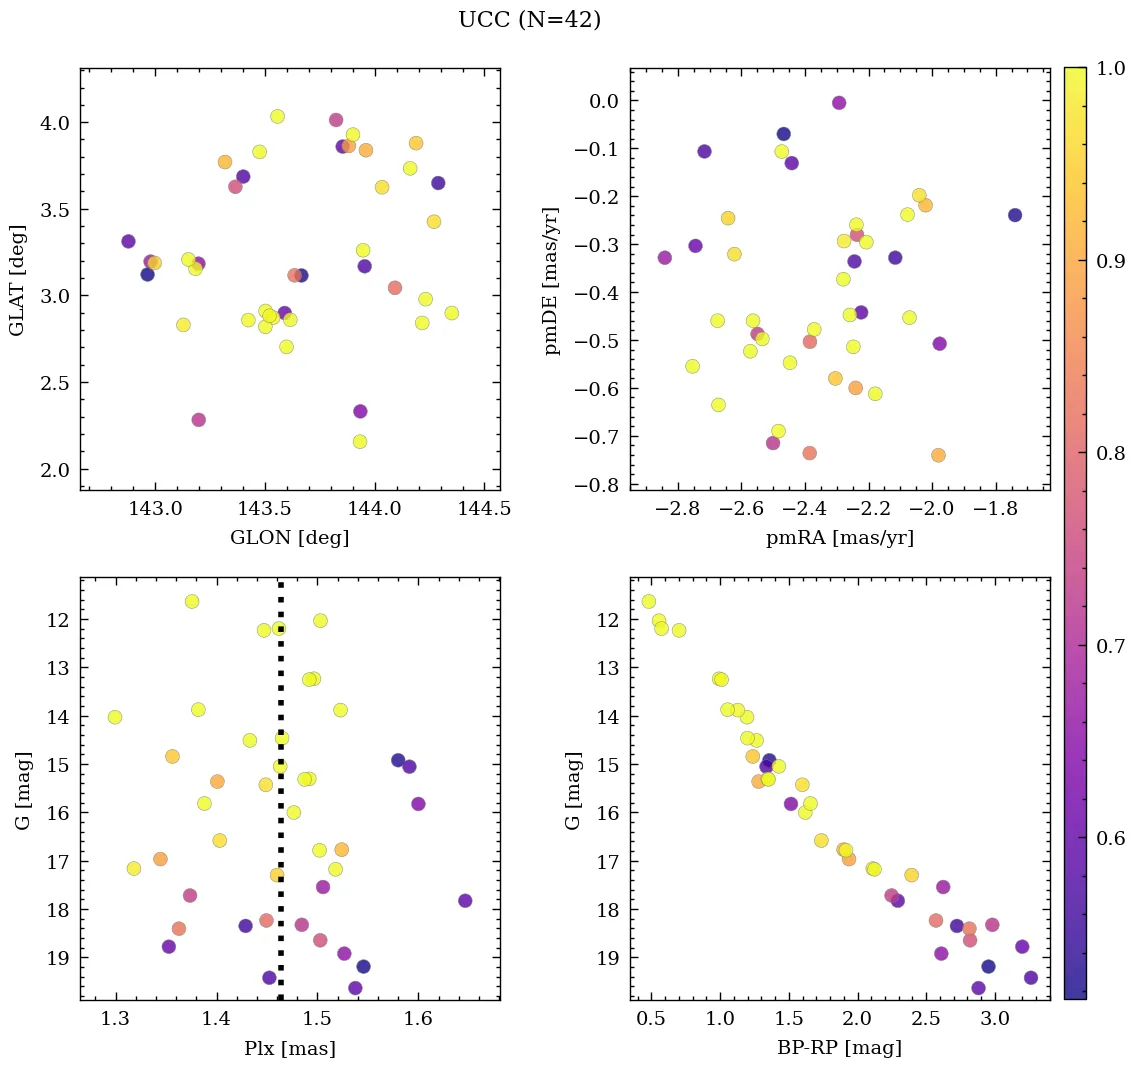 UCC (N=42)
4.0
3.5
3.0
2.5
2.0
GLAT [deg]
143.0 143.5 144.0 144.5
GLON [deg]
0.0
−0.1
−0.2
−0.3
−0.4
−0.5
−0.6
−0.7
−0.8
pmDE [mas/yr]
−2.8 −2.6 −2.4 −2.2 −2.0 −1.8
pmRA [mas/yr]
12
13
14
15
16
17
18
19
G [mag]
1.3 1.4 1.5 1.6
Plx [mas]
12
13
14
15
16
17
18
19
G [mag]
0.5 1.0 1.5 2.0 2.5 3.0
BP-RP [mag]
1.0
0.9
0.8
0.7
0.6